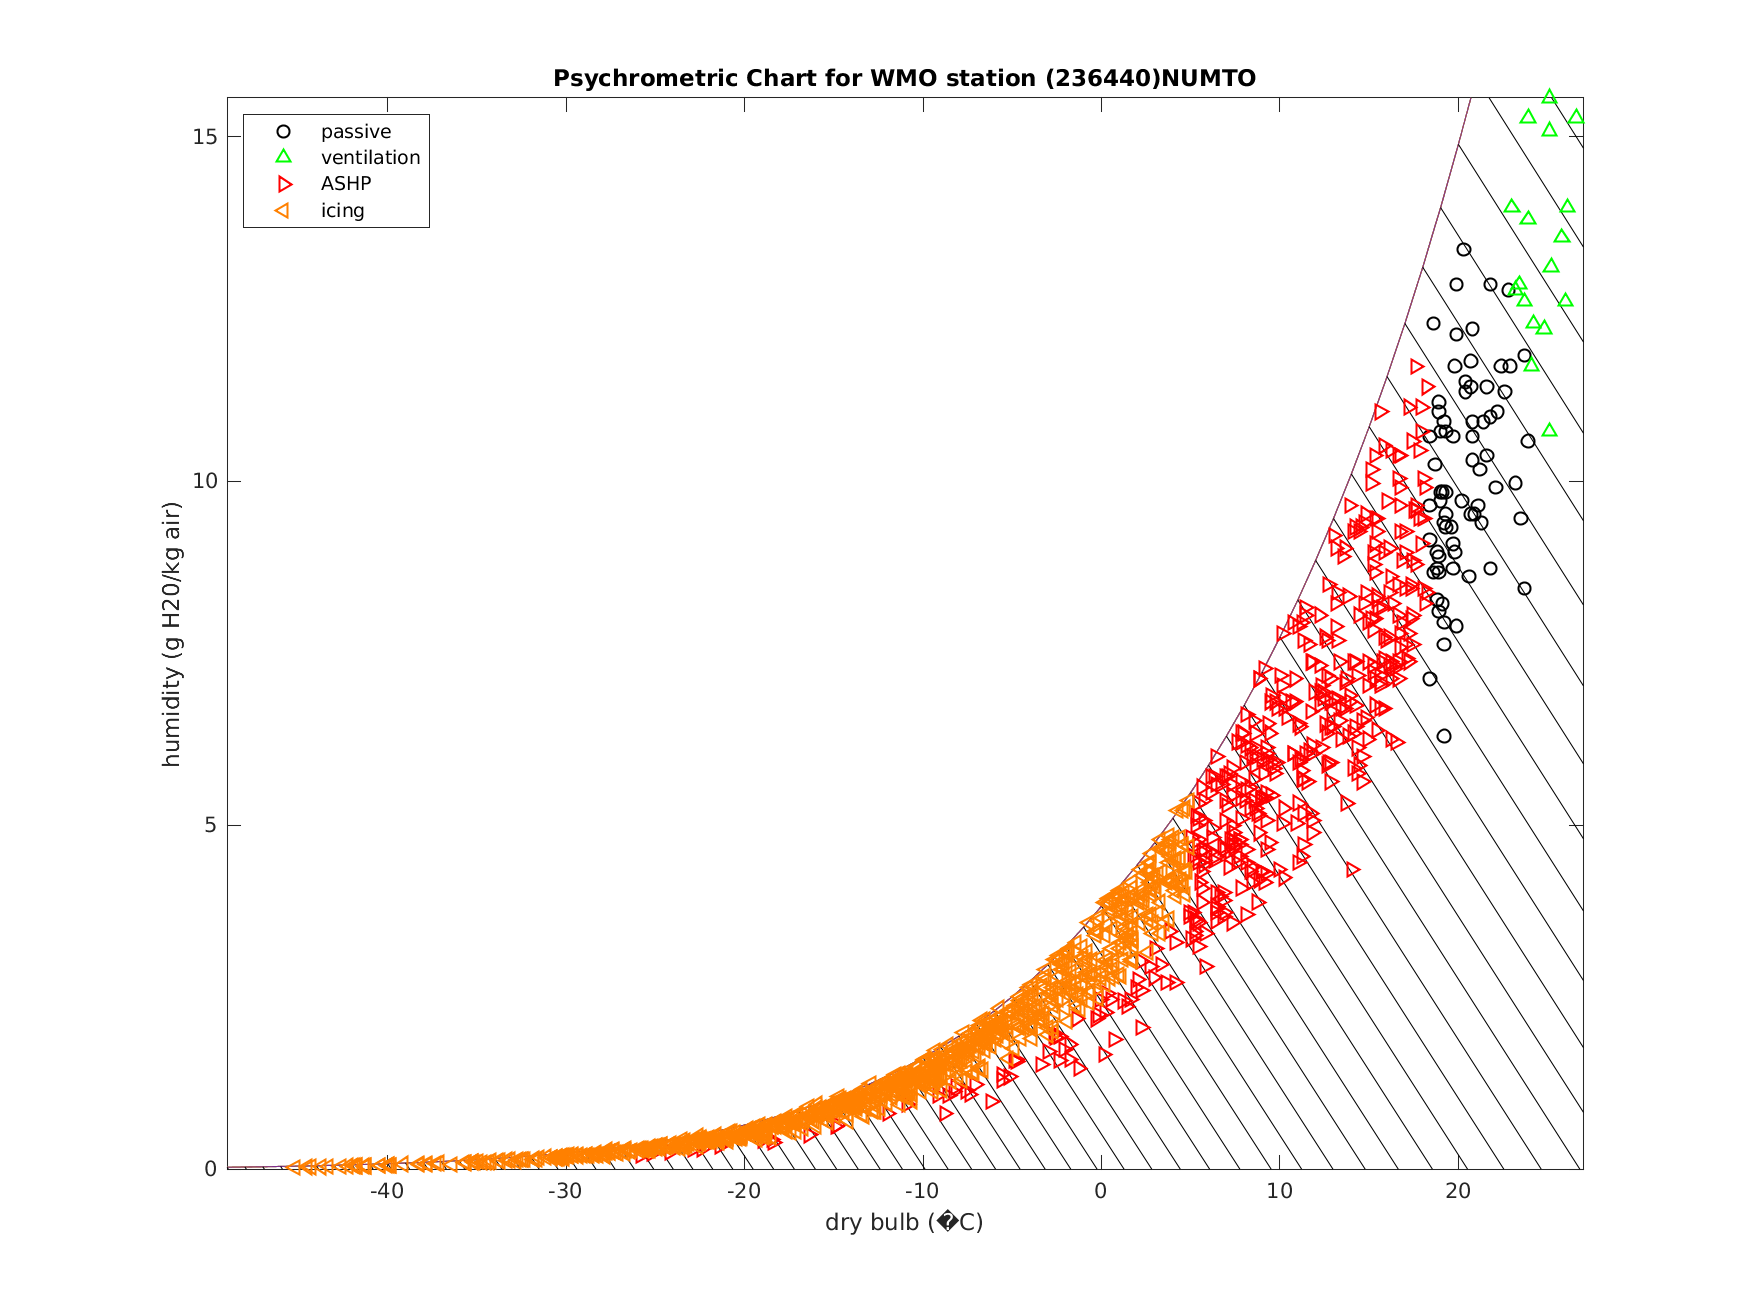 Psychrometric Chart for WMO station (236440)NUMTO
passive
ventilation
ASHP
icing
15
10
5
0
humidity (g H20/kg air)
-40 -30 -20 -10 0 10 20
dry bulb (�C)